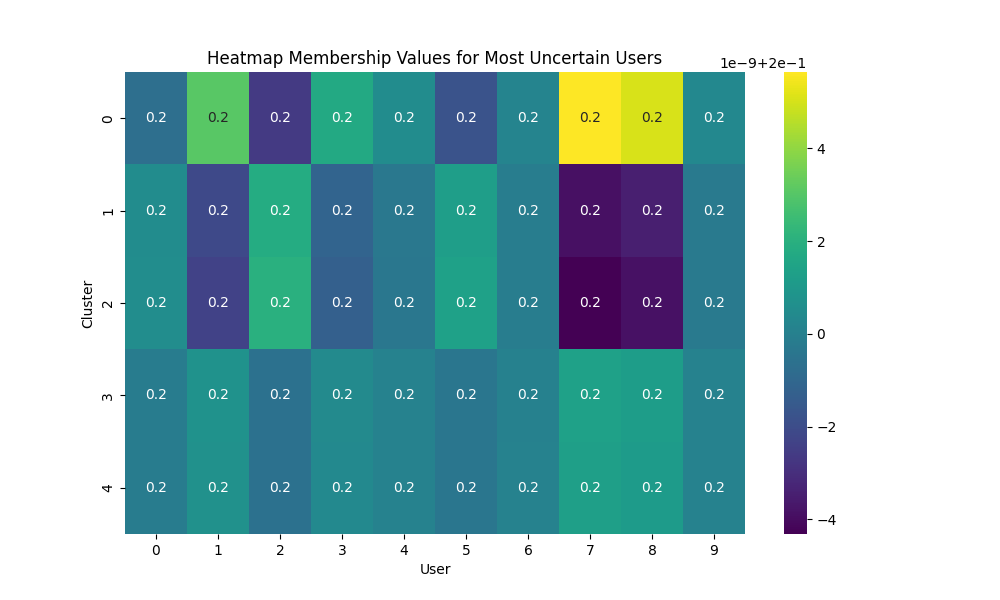 Heatmap Membership Values for Most Uncertain Users
1e−9+2e−1
0 0.2 0.2 0.2 0.2 0.2 0.2 0.2 0.2 0.2 0.2
1 0.2 0.2 0.2 0.2 0.2 0.2 0.2 0.2 0.2 0.2
2 0.2 0.2 0.2 0.2 0.2 0.2 0.2 0.2 0.2 0.2
3 0.2 0.2 0.2 0.2 0.2 0.2 0.2 0.2 0.2 0.2
4 0.2 0.2 0.2 0.2 0.2 0.2 0.2 0.2 0.2 0.2
0 1 2 3 4 5 6 7 8 9
User
Cluster
4
2
0
−2
−4